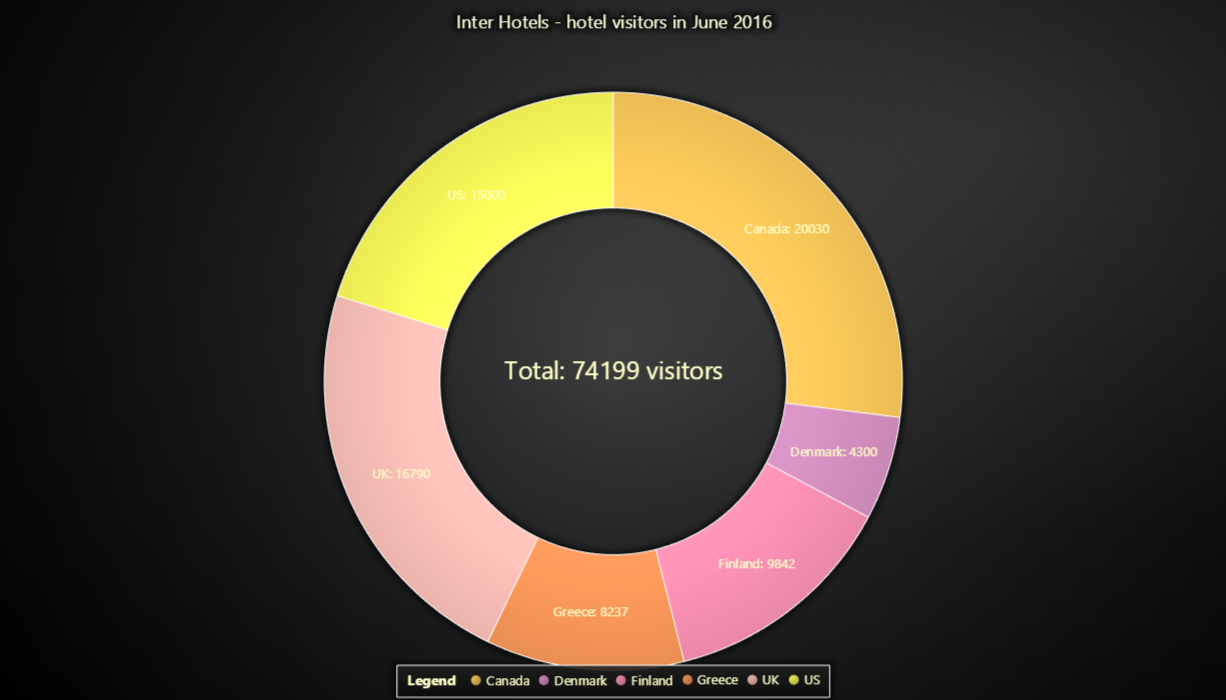 Inter Hotels - hotel visitors in June 2016
US: 15000
Canada: 20030
Total: 74199 visitors
Denmark: 4300
UK: 16790
Finland: 9842
Greece: 8237
Legend Canada Denmark Finland Greece UK US